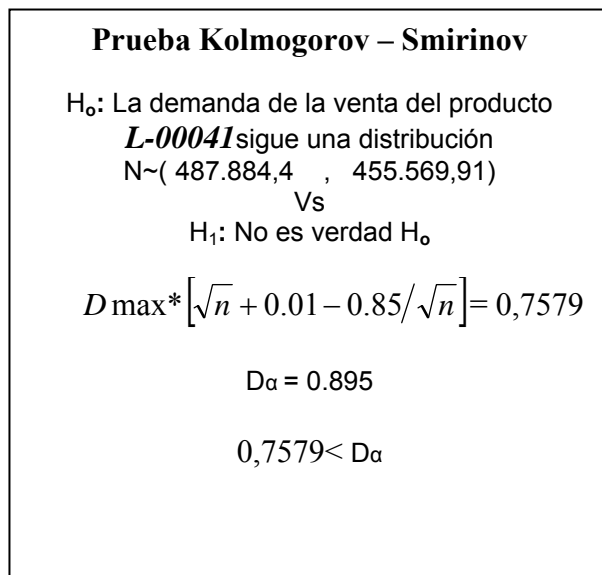 Prueba Kolmogorov – Smirinov
Ho: La demanda de la venta del producto
L-00041sigue una distribución
N~( 487.884,4 , 455.569,91)
Vs
H1: No es verdad Ho
D max*[√n + 0.01 – 0.85/√n]= 0,7579
Dα = 0.895
0,7579< Dα